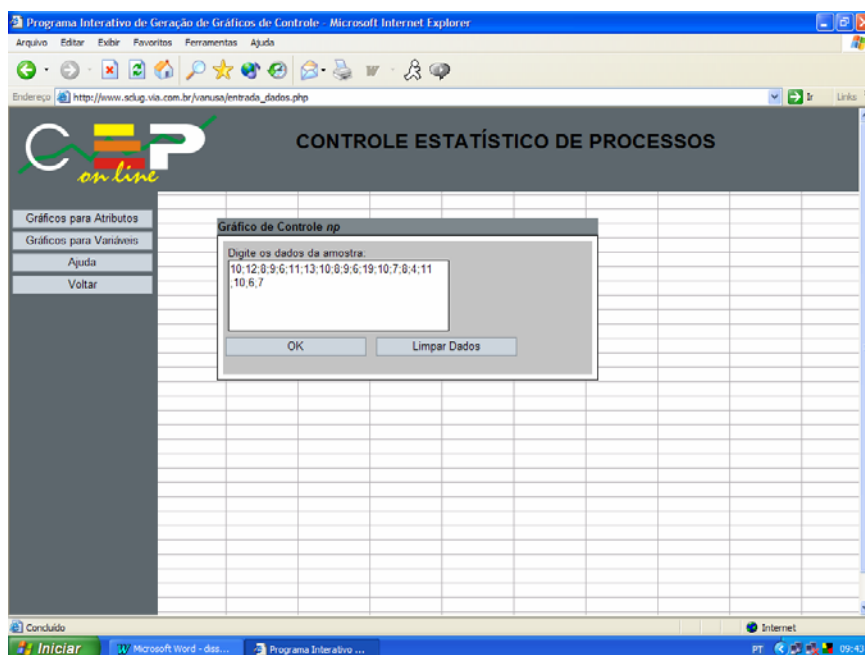 Programa Interativo de Geração de Gráficos de Controle - Microsoft Internet Explorer
Arquivo Editar Exibir Favoritos Ferramentas Ajuda
Endereço http://www.sclug.via.com.br/vanusa/entrada_dados.php Ir Links
CEP
on line
CONTROLE ESTATÍSTICO DE PROCESSOS
Gráficos para Atributos
Gráficos para Variáveis
Ajuda
Voltar
Gráfico de Controle np
Digite os dados da amostra:
10;12;8;9;6;11;13;10;8;9;6;19;10;7;8;4;11
;10,6,7
OK Limpar Dados
Concluído Internet
Iniciar Microsoft Word - diss... Programa Interativo ... PT 09:43